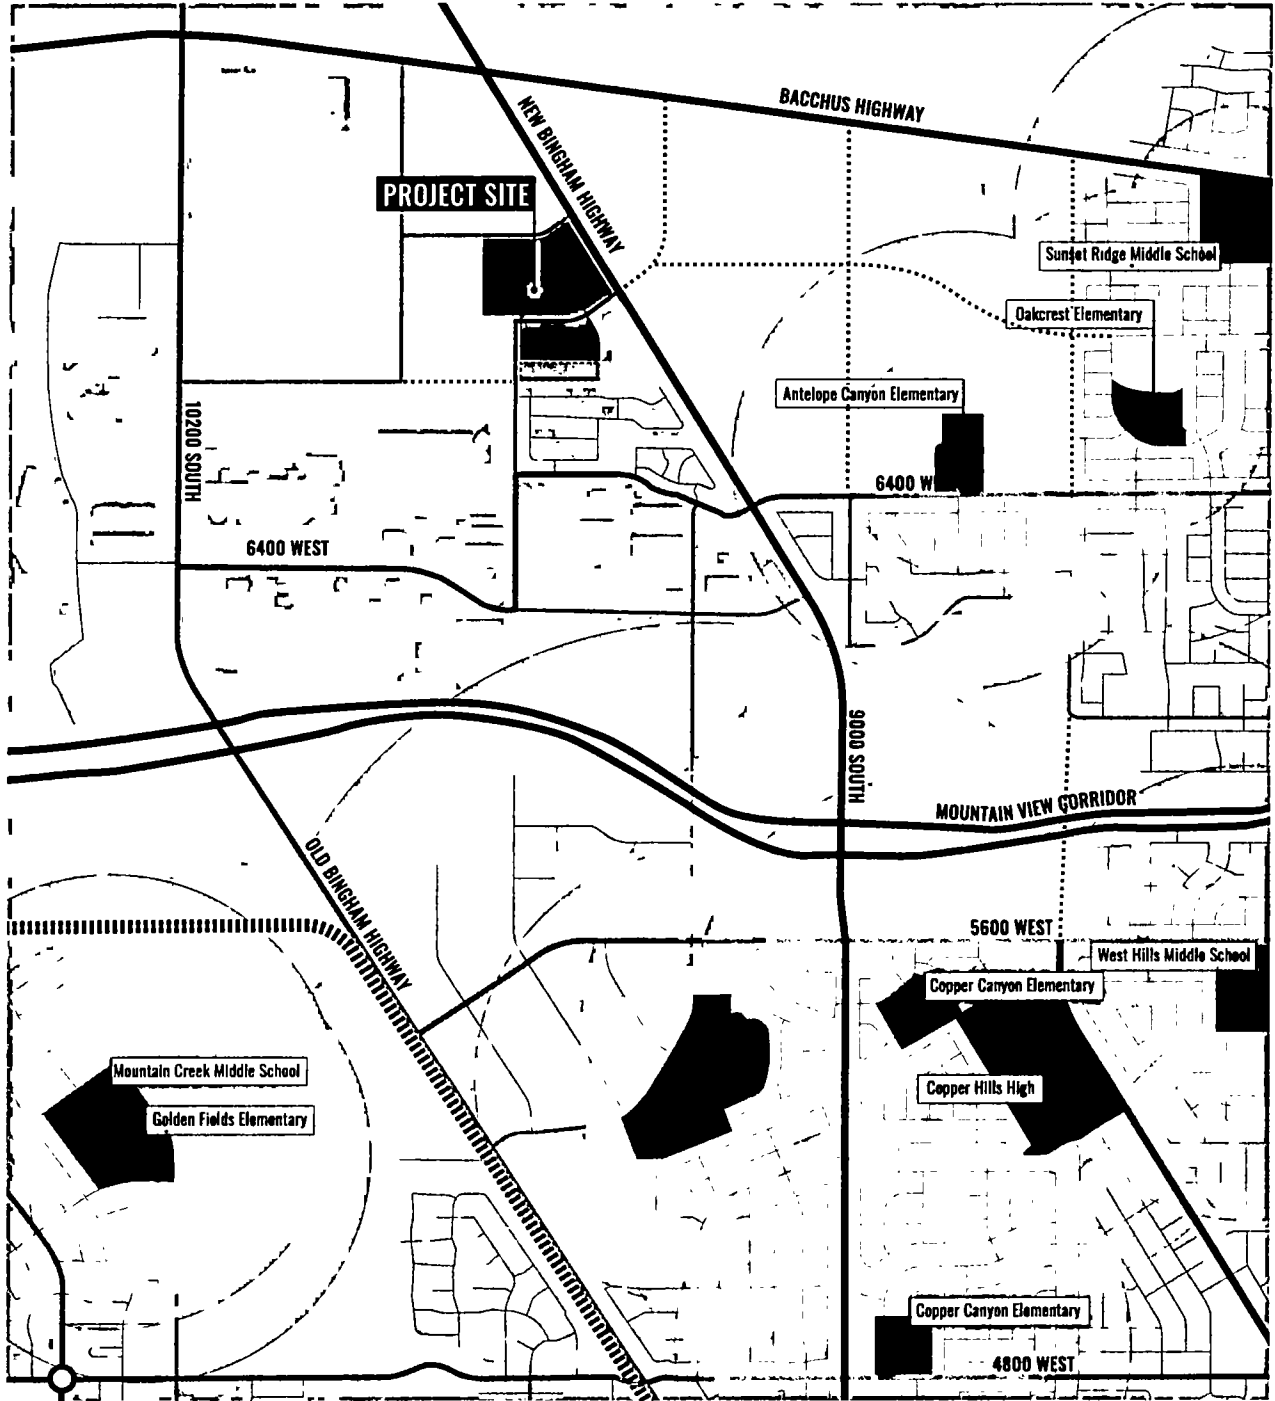 BACCHUS HIGHWAY
NEW BINGHAM HIGHWAY
PROJECT SITE
Sunset Ridge Middle School
Oakcrest Elementary
Antelope Canyon Elementary
10200 SOUTH
6400 W
6400 WEST
9000 SOUTH
MOUNTAIN VIEW CORRIDOR
OLD BINGHAM HIGHWAY
5600 WEST
West Hills Middle School
Copper Canyon Elementary
Mountain Creek Middle School
Copper Hills High
Golden Fields Elementary
Copper Canyon Elementary
4800 WEST